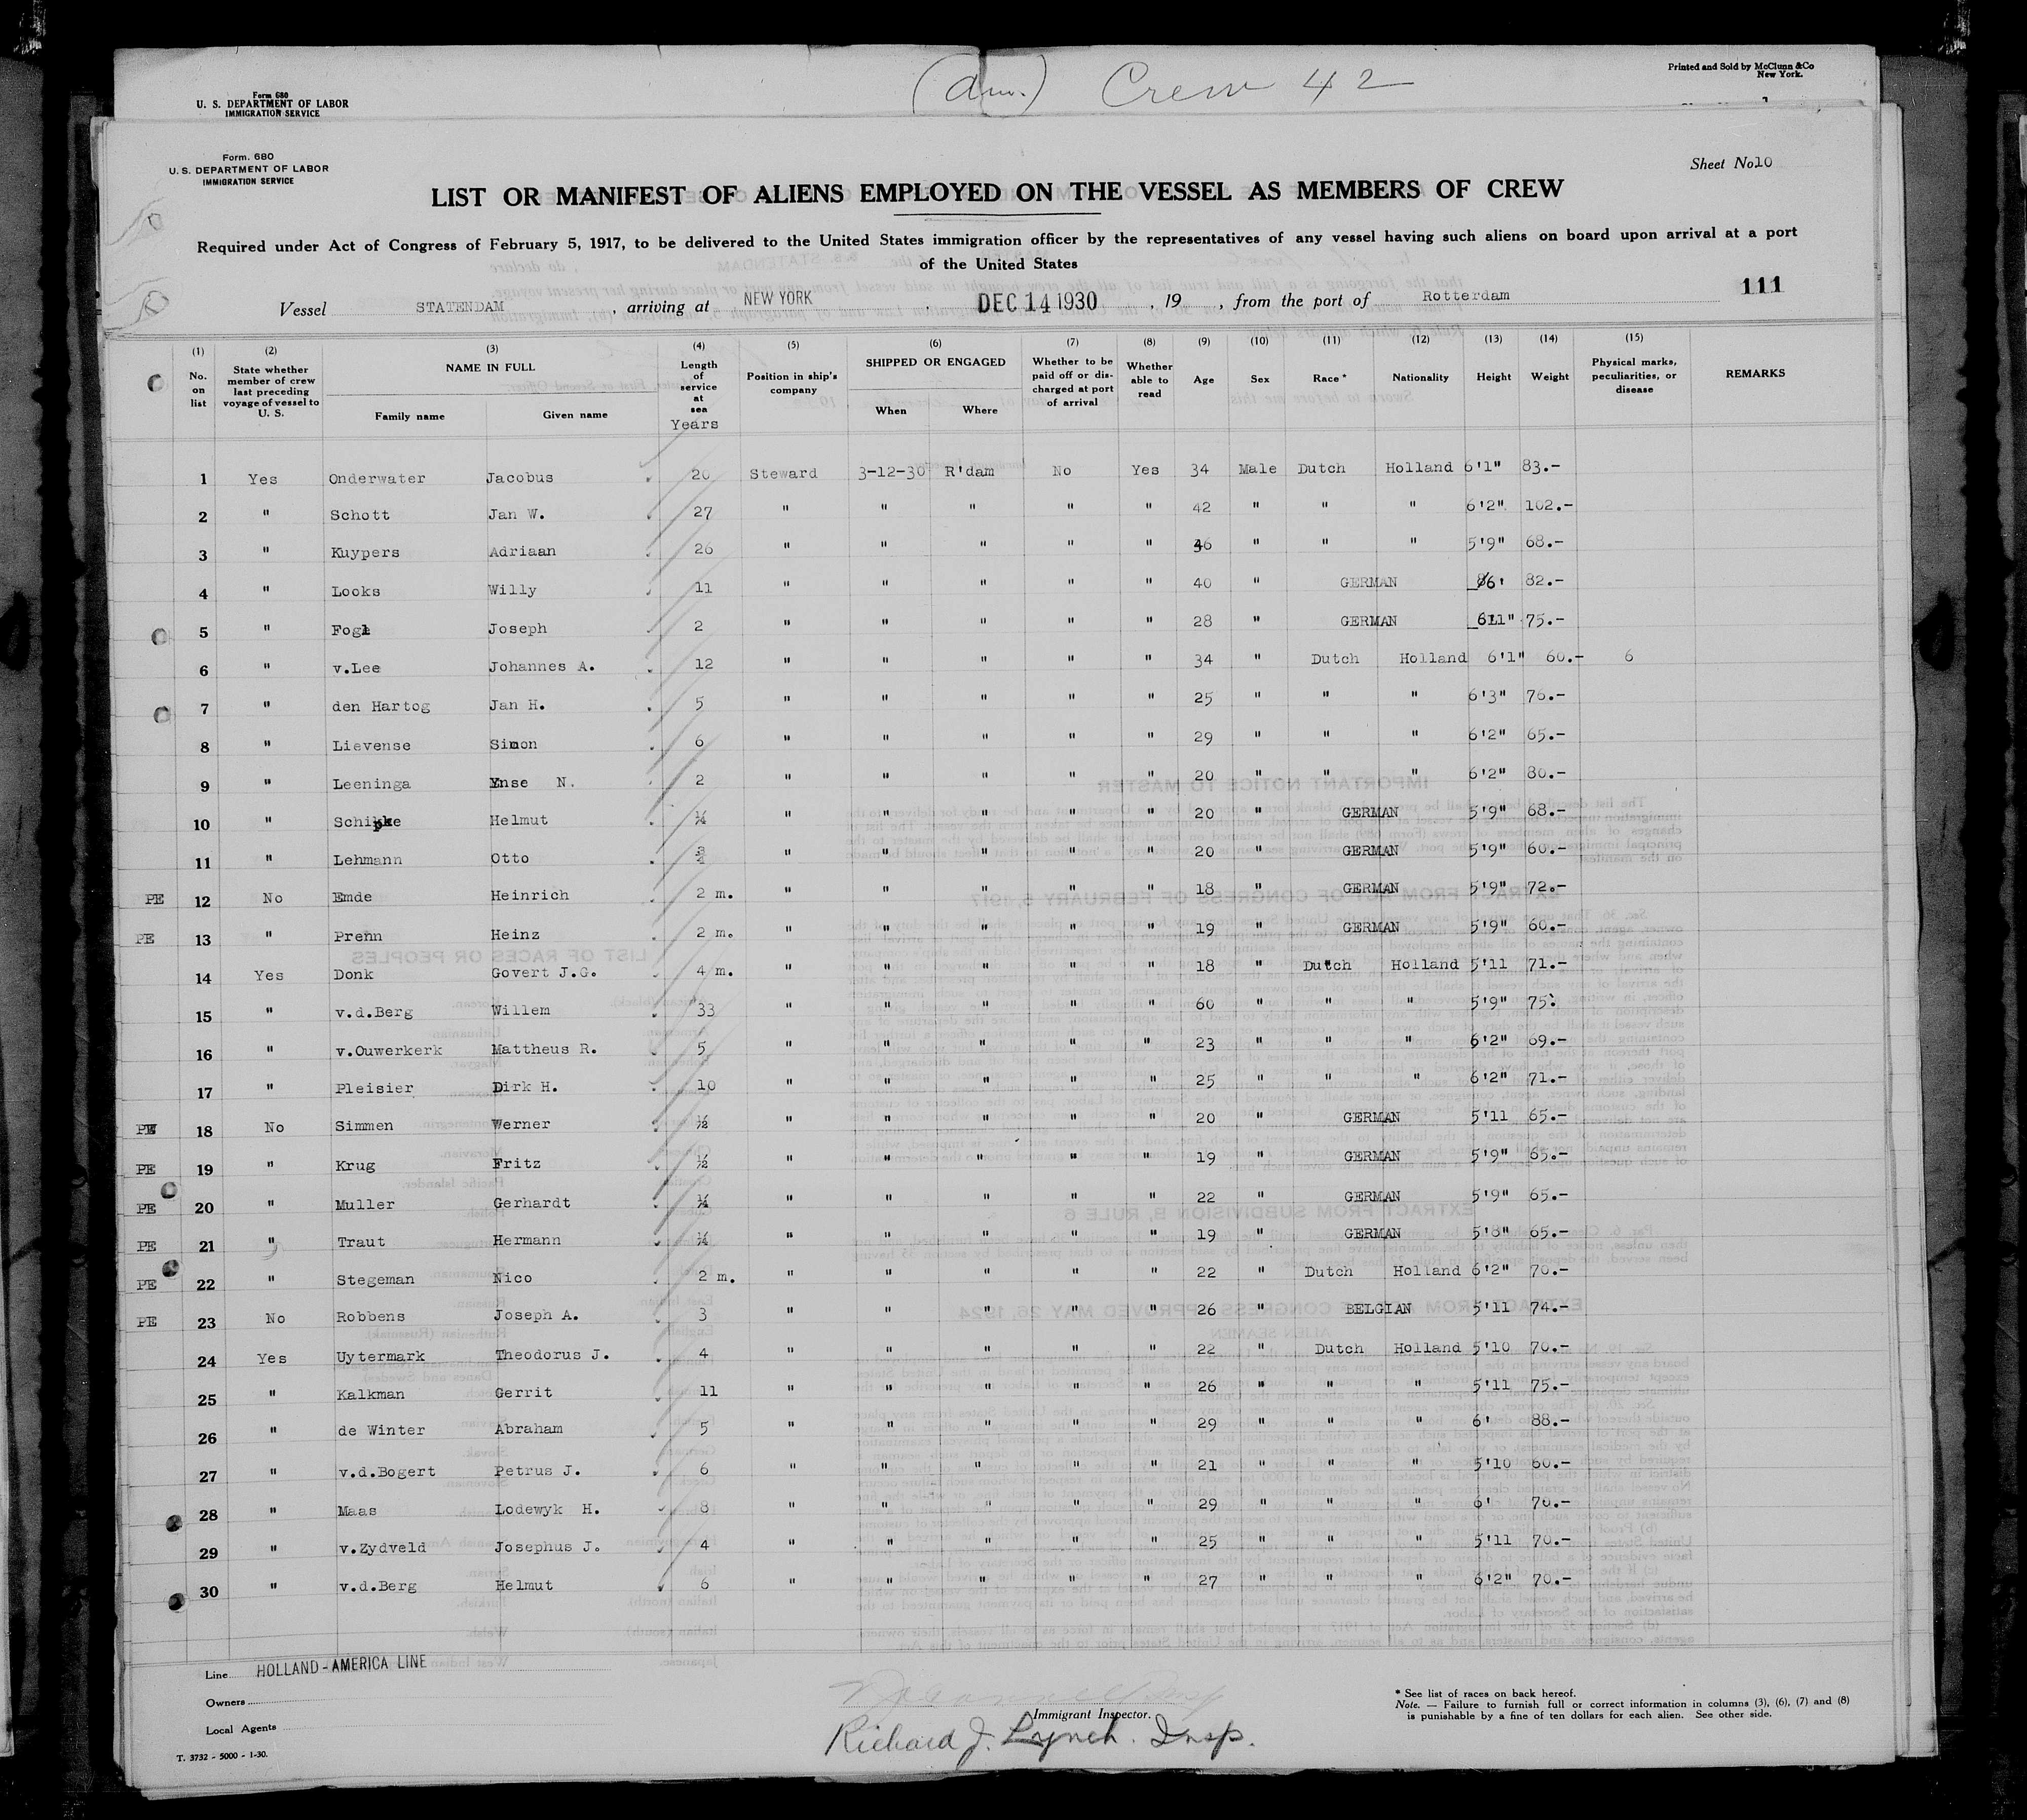 (Am.) Crew 42
Printed and Sold by McClunn & Co
New York.
Form 680
U. S. DEPARTMENT OF LABOR
IMMIGRATION SERVICE
Form. 680
U. S. DEPARTMENT OF LABOR
IMMIGRATION SERVICE
Sheet No 10
LIST OR MANIFEST OF ALIENS EMPLOYED ON THE VESSEL AS MEMBERS OF CREW
Required under Act of Congress of February 5, 1917, to be delivered to the United States immigration officer by the representatives of any vessel having such aliens on board upon arrival at a port
of the United States
111
Vessel STATENDAM , arriving at NEW YORK , DEC 14 1930 , 19 , from the port of Rotterdam
(1) No. on list (2) State whether member of crew last preceding voyage of vessel to U. S. (3) NAME IN FULL Family name Given name (4) Length of service at sea Years (5) Position in ship's company (6) SHIPPED OR ENGAGED When Where (7) Whether to be paid off or discharged at port of arrival (8) Whether able to read (9) Age (10) Sex (11) Race* (12) Nationality (13) Height (14) Weight (15) Physical marks, peculiarities, or disease REMARKS
1 Yes Onderwater Jacobus 20 Steward 3-12-30 R'dam No Yes 34 Male Dutch Holland 6'1" 83.-
2 " Schott Jan W. 27 " " " " " 42 " " " 6'2" 102.-
3 " Kuypers Adriaan 26 " " " " " 46 " " " 5'9" 68.-
4 " Looks Willy 11 " " " " " 40 " GERMAN 6' 82.-
5 " Fogl Joseph 2 " " " " " 28 " GERMAN 75.-
6 " v.Lee Johannes A. 12 " " " " " 34 " Dutch Holland 6'1" 60.- 6
7 " den Hartog Jan H. 5 " " " " " 25 " " " 6'3" 76.-
8 " Lievense Simon 6 " " " " " 29 " " " 6'2" 65.-
9 " Leeninga Ynse N. 2 " " " " " 20 " " " 6'2" 80.-
10 " Schipke Helmut ¼ " " " " " 20 " GERMAN 5'9" 68.-
11 " Lehmann Otto ¾ " " " " " 20 " GERMAN 5'9" 60.-
PE 12 No Emde Heinrich 2 m. " " " " " 18 " GERMAN 5'9" 72.-
PE 13 " Prenn Heinz 2 m. " " " " " 19 " GERMAN 5'9" 60.-
14 Yes Donk Govert J.G. 4 m. " " " " " 18 " Dutch Holland 5'11 71.-
15 " v.d.Berg Willem 33 " " " " " 60 " " " 5'9" 75.
16 " v.Ouwerkerk Mattheus R. 5 " " " " " 23 " " " 6'2" 69.-
17 " Pleisier Dirk H. 10 " " " " " 25 " " " 6'2" 71.-
PE 18 No Simmen Werner ½ " " " " " 20 " GERMAN 5'11 65.-
PE 19 " Krug Fritz ½ " " " " " 19 " GERMAN 5'9" 65.-
PE 20 " Muller Gerhardt ¼ " " " " " 22 " GERMAN 5'9" 65.-
PE 21 " Traut Hermann ¼ " " " " " 19 " GERMAN 5'8" 65.-
PE 22 " Stegeman Nico 2 m. " " " " " 22 " Dutch Holland 6'2" 70.-
PE 23 No Robbens Joseph A. 3 " " " " " 26 " BELGIAN 5'11 74.-
24 Yes Uytermark Theodorus J. 4 " " " " " 22 " Dutch Holland 5'10 70.-
25 " Kalkman Gerrit 11 " " " " " 26 " " " 5'11 75.-
26 " de Winter Abraham 5 " " " " " 29 " " " 6' 88.-
27 " v.d.Bogert Petrus J. 6 " " " " " 21 " " " 5'10 60.-
28 " Maas Lodewyk H. 8 " " " " " 29 " " " 6' 70.-
29 " v.Zydveld Josephus J. 4 " " " " " 25 " " " 5'11 70.-
30 " v.d.Berg Helmut 6 " " " " " 27 " " " 6'2" 70.-
Line HOLLAND-AMERICA LINE
Owners
Local Agents
T. 3732 - 5000 - 1-30.
Immigrant Inspector.
Richard J. Lynch. Insp.
* See list of races on back hereof.
Note. — Failure to furnish full or correct information in columns (3), (6), (7) and (8)
is punishable by a fine of ten dollars for each alien. See other side.